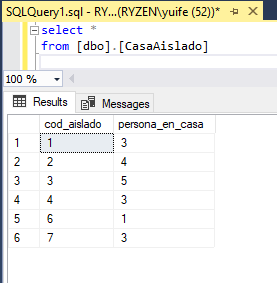 SQLQuery1.sql - RY...(RYZEN\yuife (52))*
select *
from [dbo].[CasaAislado]
100 %
Results Messages
cod_aislado persona_en_casa
1 1 3
2 2 4
3 3 5
4 4 3
5 6 1
6 7 3